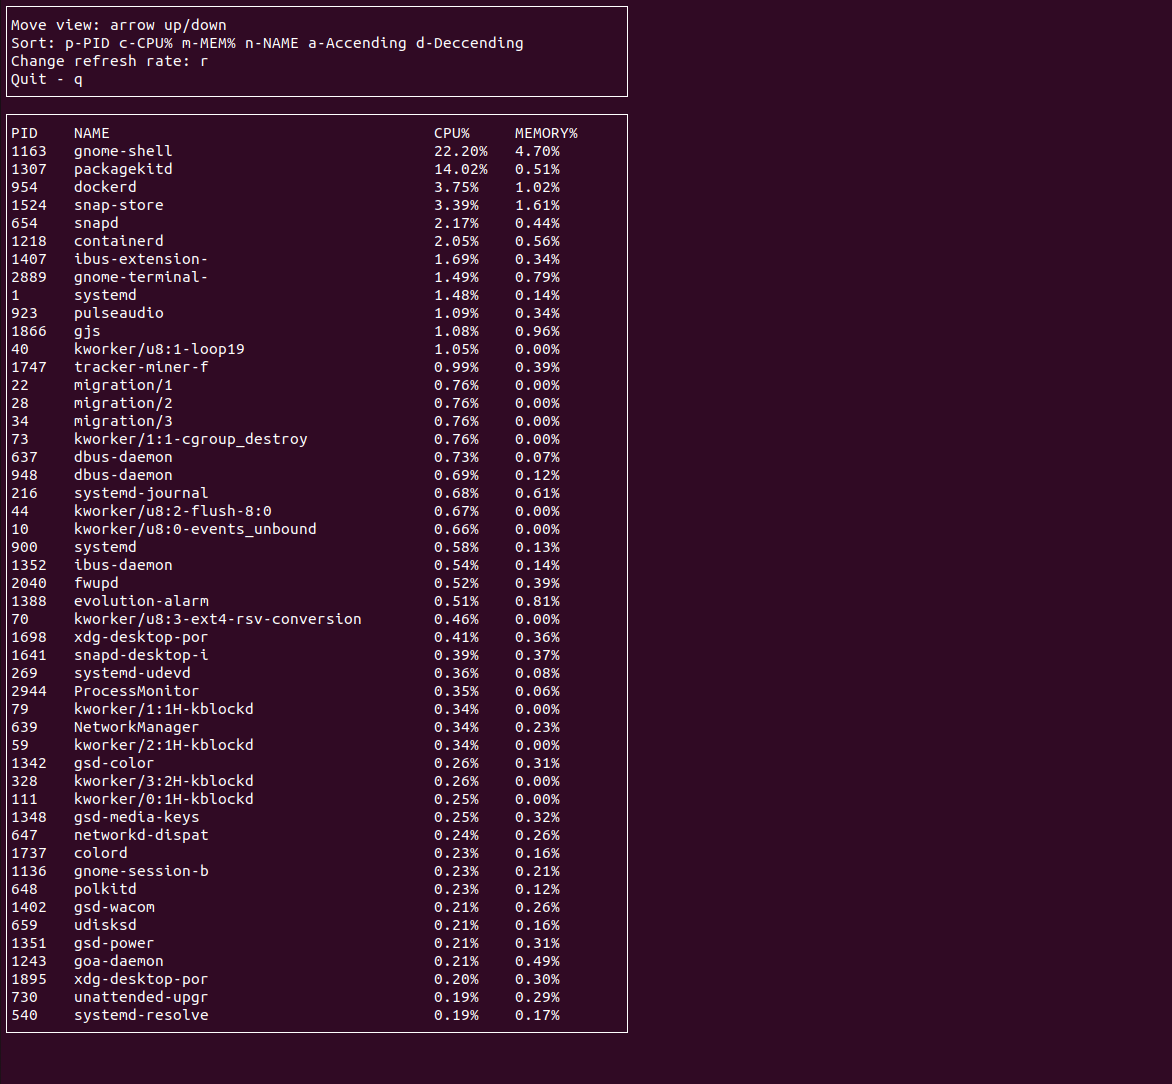 Move view: arrow up/down
Sort: p-PID c-CPU% m-MEM% n-NAME a-Accending d-Deccending
Change refresh rate: r
Quit - q
PID NAME CPU% MEMORY%
1163 gnome-shell 22.20% 4.70%
1307 packagekitd 14.02% 0.51%
954 dockerd 3.75% 1.02%
1524 snap-store 3.39% 1.61%
654 snapd 2.17% 0.44%
1218 containerd 2.05% 0.56%
1407 ibus-extension- 1.69% 0.34%
2889 gnome-terminal- 1.49% 0.79%
1 systemd 1.48% 0.14%
923 pulseaudio 1.09% 0.34%
1866 gjs 1.08% 0.96%
40 kworker/u8:1-loop19 1.05% 0.00%
1747 tracker-miner-f 0.99% 0.39%
22 migration/1 0.76% 0.00%
28 migration/2 0.76% 0.00%
34 migration/3 0.76% 0.00%
73 kworker/1:1-cgroup_destroy 0.76% 0.00%
637 dbus-daemon 0.73% 0.07%
948 dbus-daemon 0.69% 0.12%
216 systemd-journal 0.68% 0.61%
44 kworker/u8:2-flush-8:0 0.67% 0.00%
10 kworker/u8:0-events_unbound 0.66% 0.00%
900 systemd 0.58% 0.13%
1352 ibus-daemon 0.54% 0.14%
2040 fwupd 0.52% 0.39%
1388 evolution-alarm 0.51% 0.81%
70 kworker/u8:3-ext4-rsv-conversion 0.46% 0.00%
1698 xdg-desktop-por 0.41% 0.36%
1641 snapd-desktop-i 0.39% 0.37%
269 systemd-udevd 0.36% 0.08%
2944 ProcessMonitor 0.35% 0.06%
79 kworker/1:1H-kblockd 0.34% 0.00%
639 NetworkManager 0.34% 0.23%
59 kworker/2:1H-kblockd 0.34% 0.00%
1342 gsd-color 0.26% 0.31%
328 kworker/3:2H-kblockd 0.26% 0.00%
111 kworker/0:1H-kblockd 0.25% 0.00%
1348 gsd-media-keys 0.25% 0.32%
647 networkd-dispat 0.24% 0.26%
1737 colord 0.23% 0.16%
1136 gnome-session-b 0.23% 0.21%
648 polkitd 0.23% 0.12%
1402 gsd-wacom 0.21% 0.26%
659 udisksd 0.21% 0.16%
1351 gsd-power 0.21% 0.31%
1243 goa-daemon 0.21% 0.49%
1895 xdg-desktop-por 0.20% 0.30%
730 unattended-upgr 0.19% 0.29%
540 systemd-resolve 0.19% 0.17%